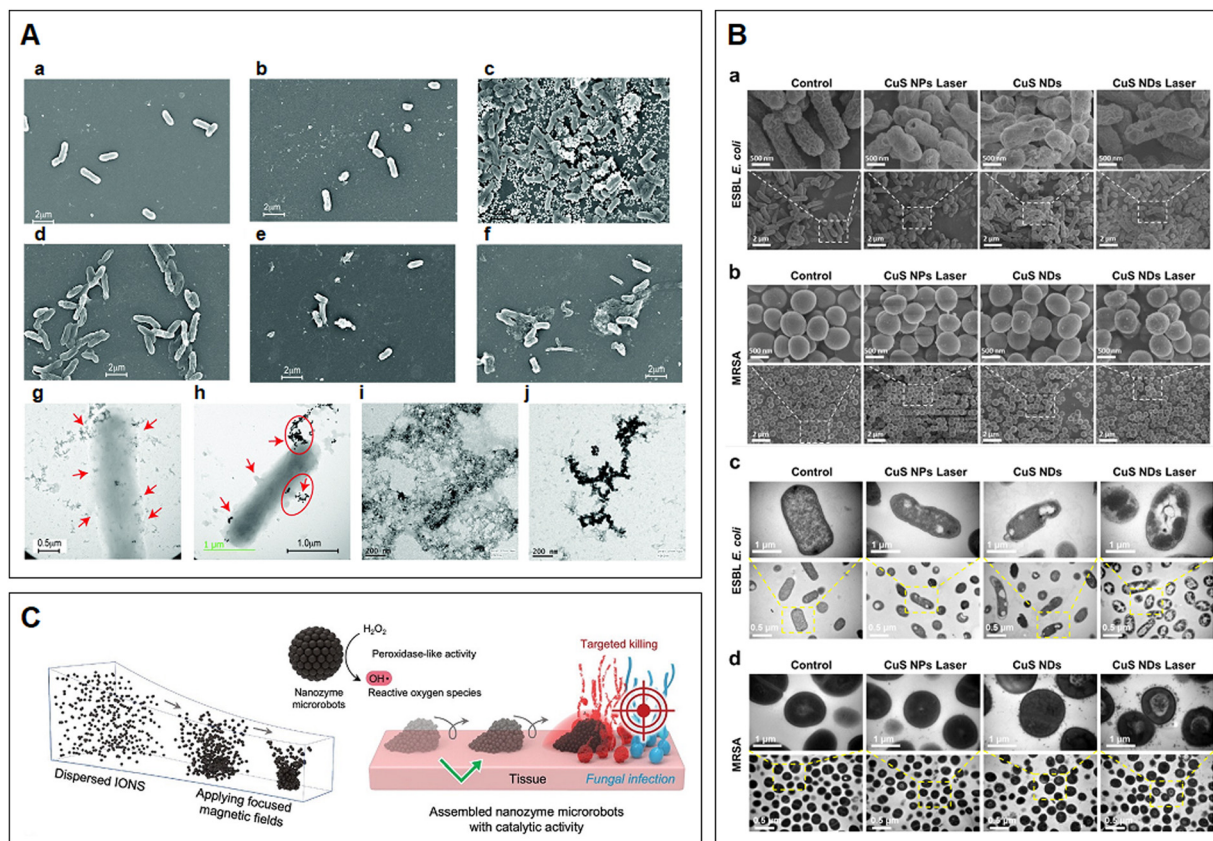 A
a
b
c
2μm
2μm
2μm
d
e
f
2μm
2μm
2μm
g
h
i
j
0.5μm
1 μm
1.0μm
200 nm
200 nm
B
a
Control
CuS NPs Laser
CuS NDs
CuS NDs Laser
ESBL E. coli
500 nm
500 nm
500 nm
500 nm
2 μm
2 μm
2 μm
2 μm
b
Control
CuS NPs Laser
CuS NDs
CuS NDs Laser
MRSA
500 nm
500 nm
500 nm
500 nm
2 μm
2 μm
2 μm
2 μm
c
Control
CuS NPs Laser
CuS NDs
CuS NDs Laser
ESBL E. coli
1 μm
1 μm
1 μm
1 μm
0.5 μm
0.5 μm
0.5 μm
0.5 μm
d
Control
CuS NPs Laser
CuS NDs
CuS NDs Laser
MRSA
1 μm
1 μm
1 μm
1 μm
0.5 μm
0.5 μm
0.5 μm
0.5 μm
C
H₂O₂
Peroxidase-like activity
OH•
Reactive oxygen species
Nanozyme
microrobots
Targeted killing
Dispersed IONS
Applying focused
magnetic fields
Tissue
Fungal infection
Assembled nanozyme microrobots
with catalytic activity